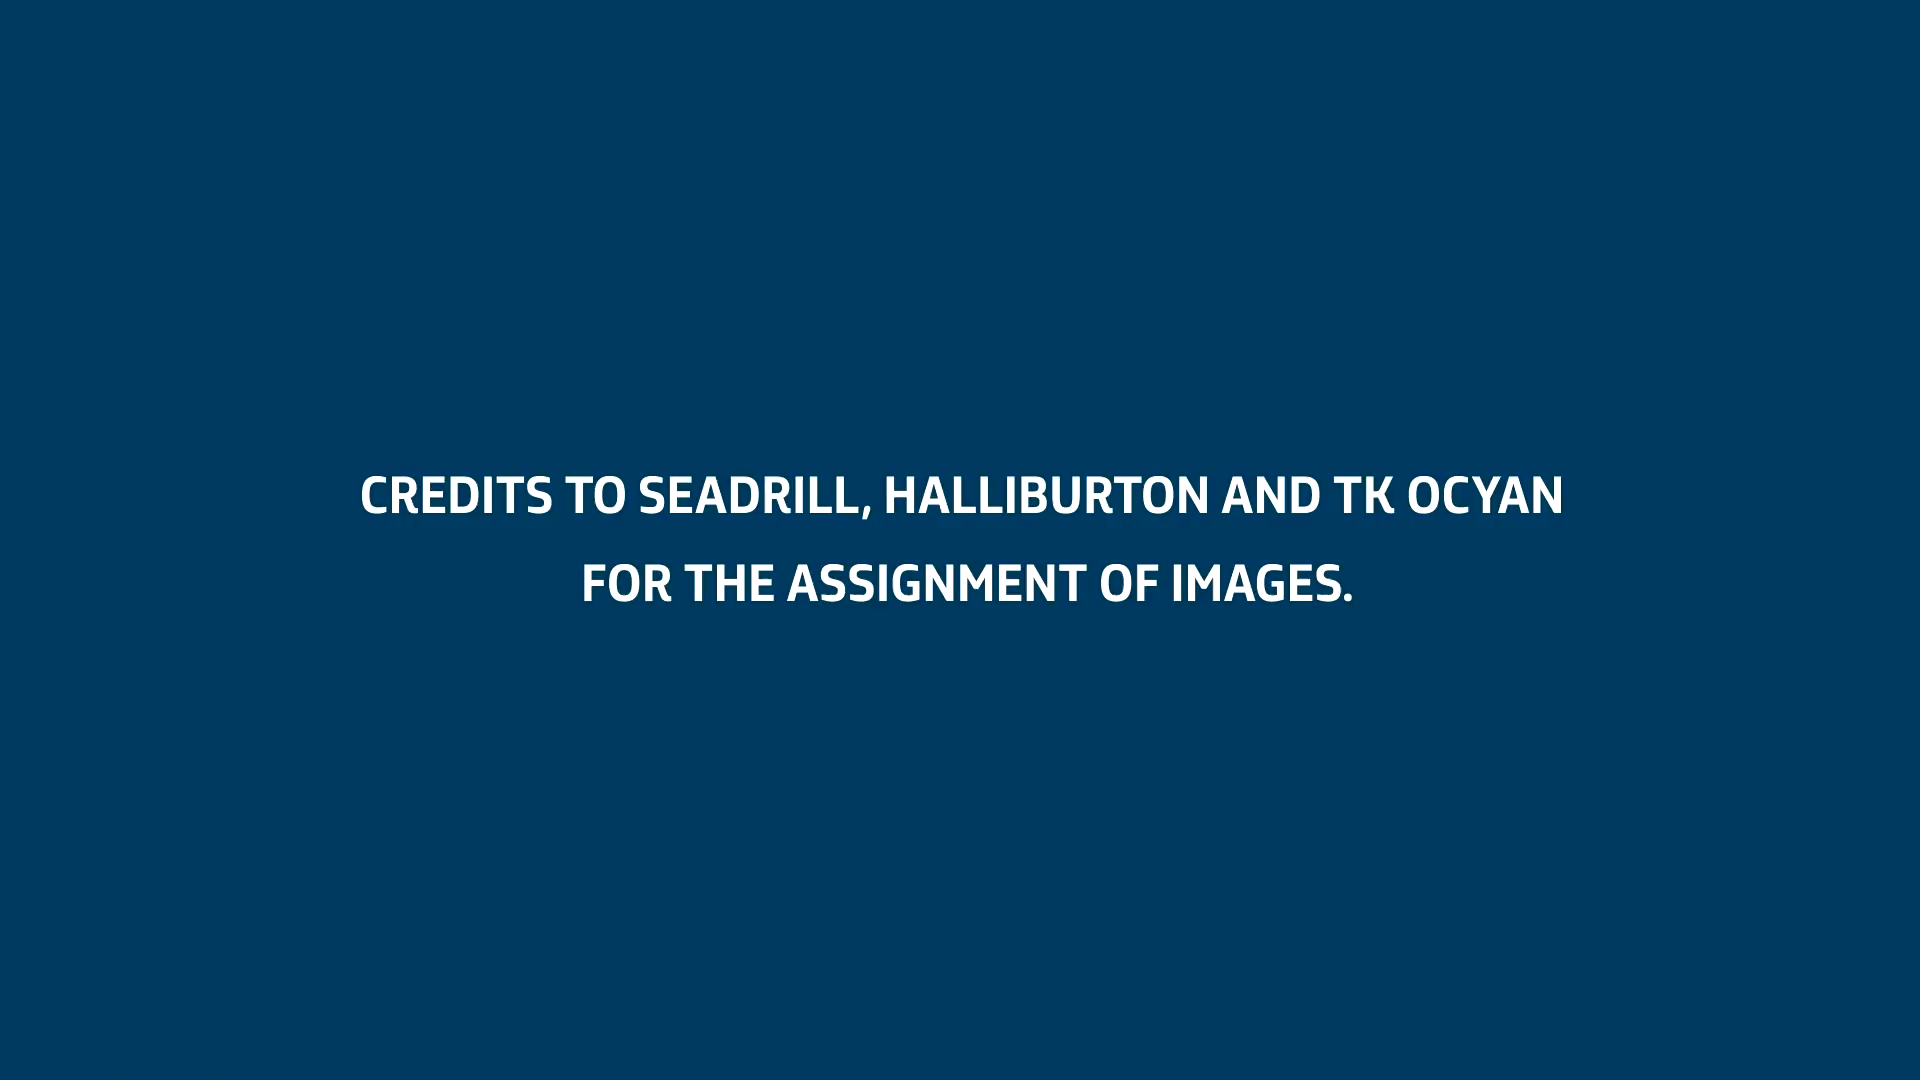 CREDITS TO SEADRILL, HALLIBURTON AND TK OCYAN
FOR THE ASSIGNMENT OF IMAGES.